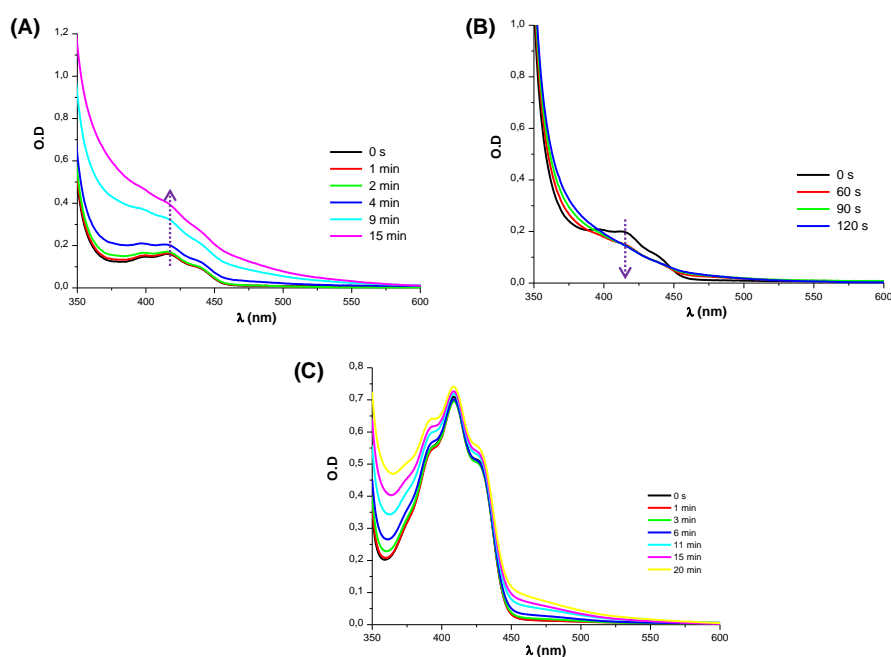 (A)
1,2
1,0
0,8
0,6
0,4
0,2
0,0
O.D
350 400 450 500 550 600
λ (nm)
0 s
1 min
2 min
4 min
9 min
15 min
(B)
1,0
0,8
0,6
0,4
0,2
0,0
O.D
350 400 450 500 550 600
λ (nm)
0 s
60 s
90 s
120 s
(C)
0,8
0,7
0,6
0,5
0,4
0,3
0,2
0,1
0,0
O.D
350 400 450 500 550 600
λ (nm)
0 s
1 min
3 min
6 min
11 min
15 min
20 min